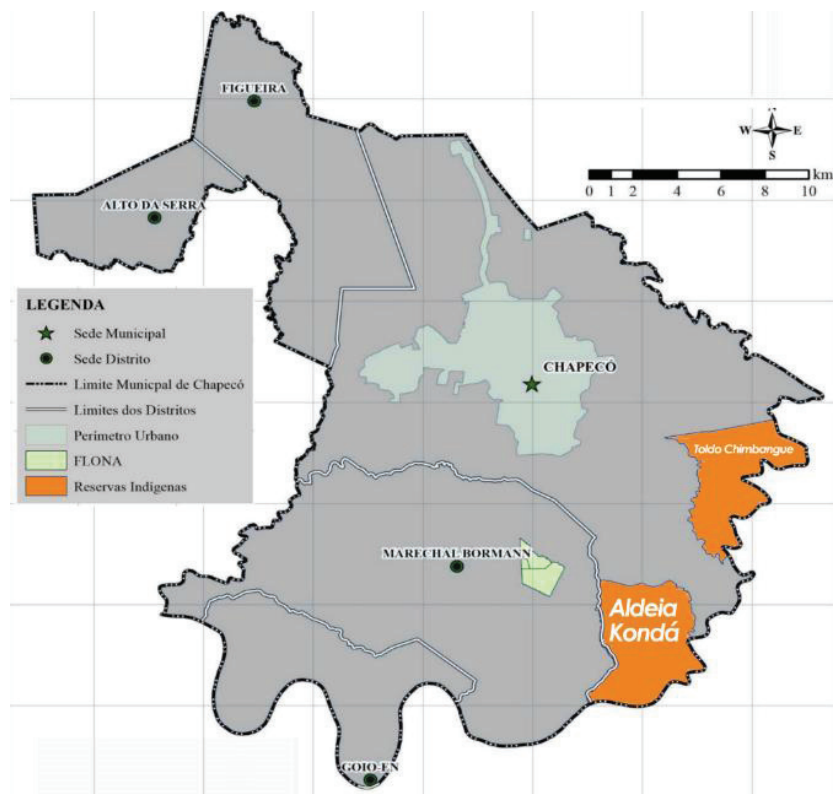 FIGUEIRA
W E
S
km
0 1 2 4 6 8 10
ALTO DA SERRA
LEGENDA
Sede Municipal
Sede Distrito
Limite Municpal de Chapecó
Limites dos Distritos
Perímetro Urbano
FLONA
Reservas Indígenas
CHAPECÓ
Toldo Chimbangue
MARECHAL BORMANN
Aldeia
Kondá
GOIO-EN